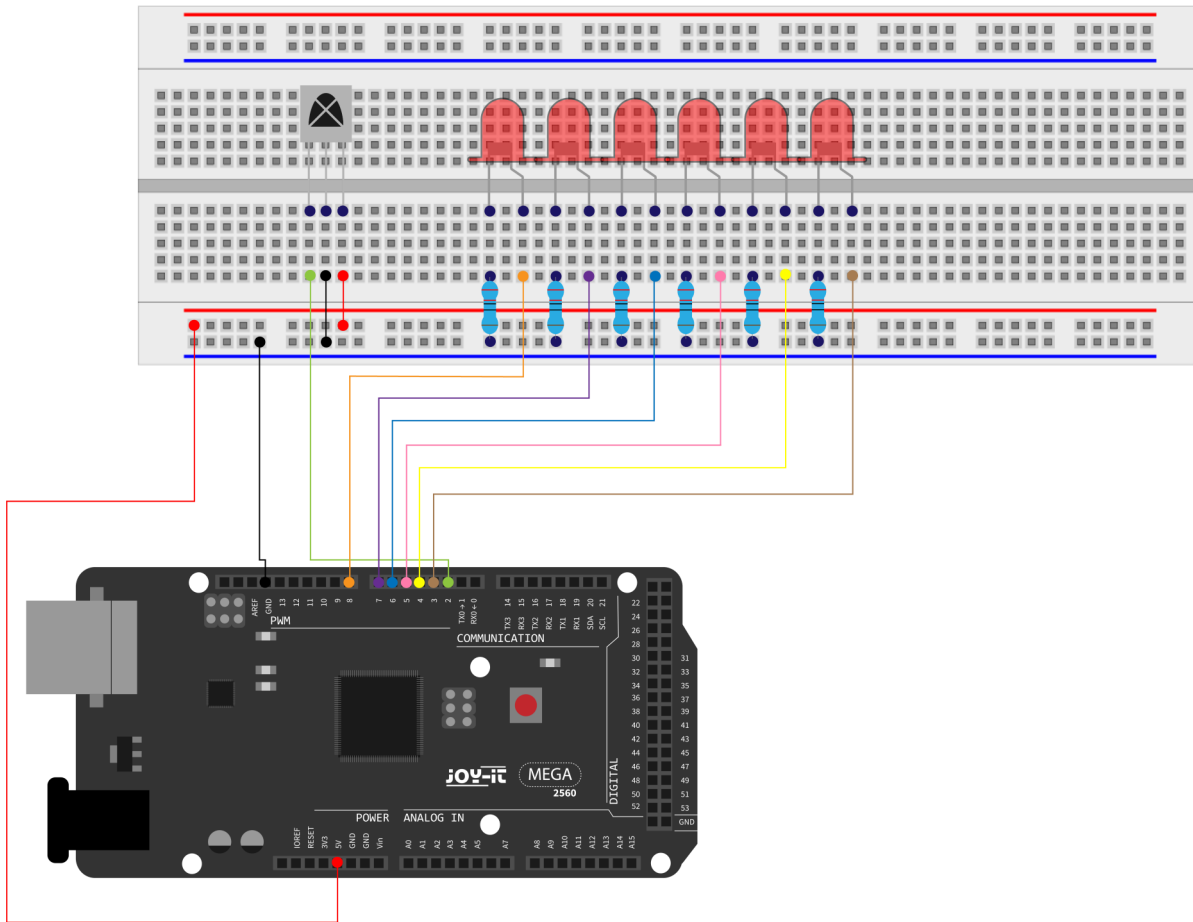 AREF
GND
13
12
11
10
9
8
7
6
5
4
3
2
TX0→1
RX0←0
TX3 14
RX3 15
TX2 16
RX2 17
TX1 18
RX1 19
SDA 20
SCL 21
PWM
COMMUNICATION
22
24
26
28
30 31
32 33
34 35
36 37
38 39
40 41
42 43
44 45
46 47
48 49
50 51
52 53
GND
DIGITAL
JOY-iT MEGA
2560
POWER ANALOG IN
IOREF
RESET
3V3
5V
GND
GND
Vin
A0
A1
A2
A3
A4
A5
A7
A8
A9
A10
A11
A12
A13
A14
A15